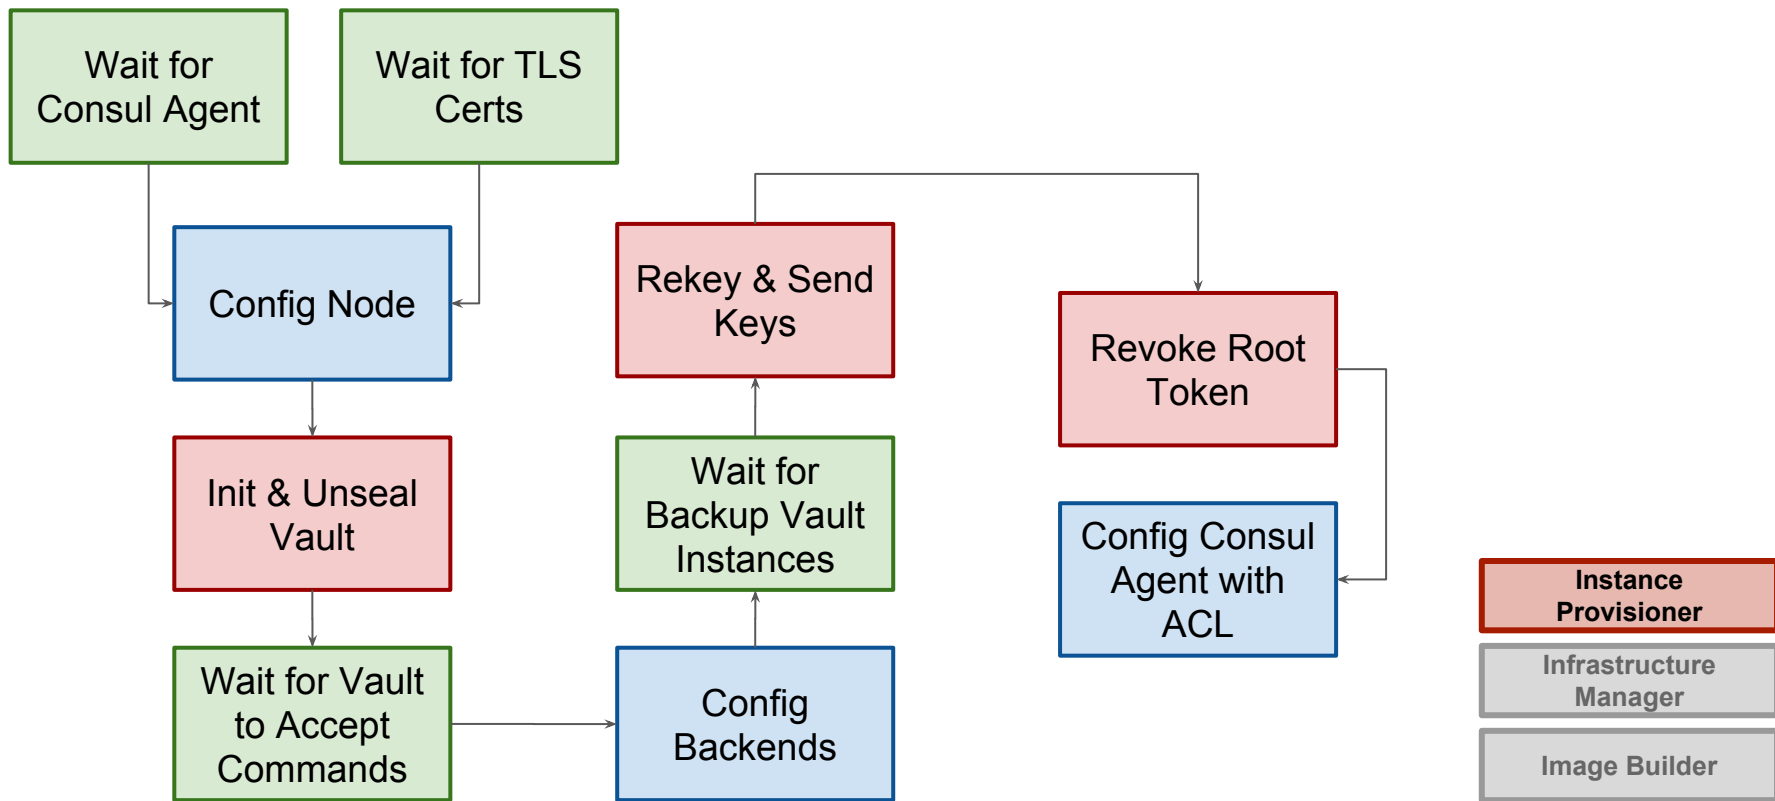 Wait for
Consul Agent
Wait for TLS
Certs
Config Node
Init & Unseal
Vault
Wait for Vault
to Accept
Commands
Config
Backends
Wait for
Backup Vault
Instances
Rekey & Send
Keys
Revoke Root
Token
Config Consul
Agent with
ACL
Instance
Provisioner
Infrastructure
Manager
Image Builder